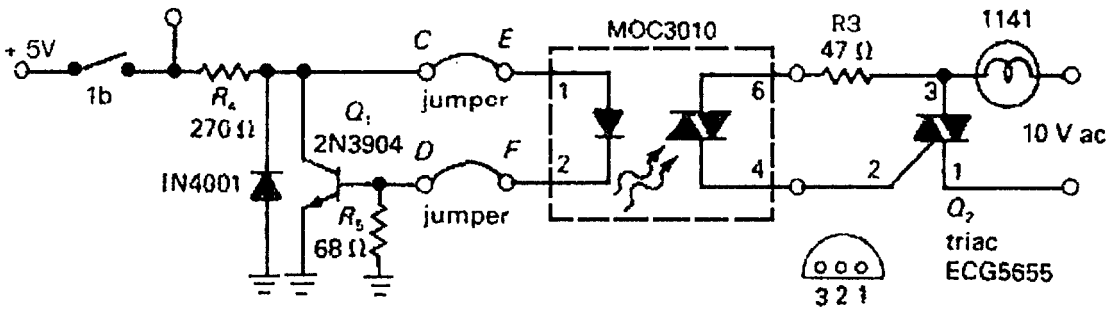 + 5V
1b
R₄
270 Ω
IN4001
Q₁
2N3904
R₅
68 Ω
C
E
jumper
D
F
jumper
MOC3010
1
2
6
4
R3
47 Ω
1141
3
2
1
10 V ac
Q₂
triac
ECG5655
3 2 1